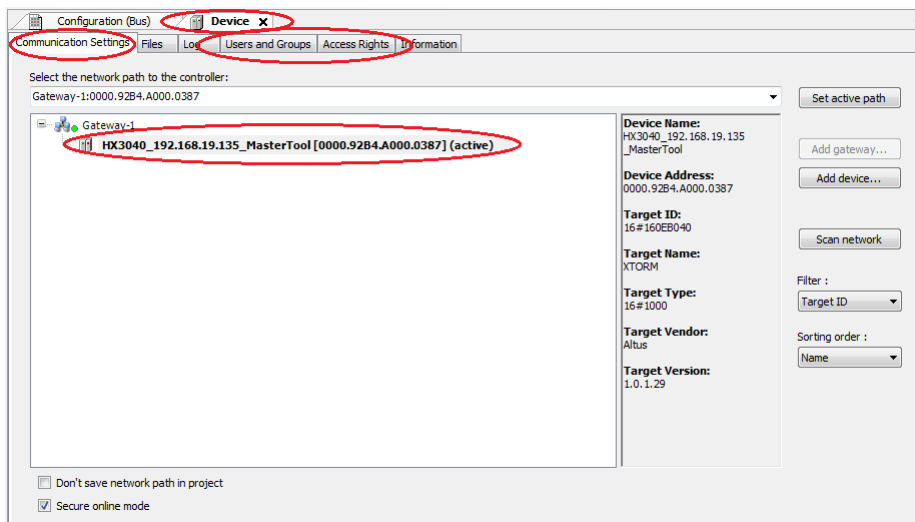 Configuration (Bus) Device X
Communication Settings Files Log Users and Groups Access Rights Information
Select the network path to the controller:
Gateway-1:0000.92B4.A000.0387
Set active path
Gateway-1
HX3040_192.168.19.135_MasterTool [0000.92B4.A000.0387] (active)
Device Name:
HX3040_192.168.19.135
_MasterTool
Device Address:
0000.92B4.A000.0387
Target ID:
16#160EB040
Target Name:
XTORM
Target Type:
16#1000
Target Vendor:
Altus
Target Version:
1.0.1.29
Add gateway...
Add device...
Scan network
Filter :
Target ID
Sorting order :
Name
Don't save network path in project
Secure online mode